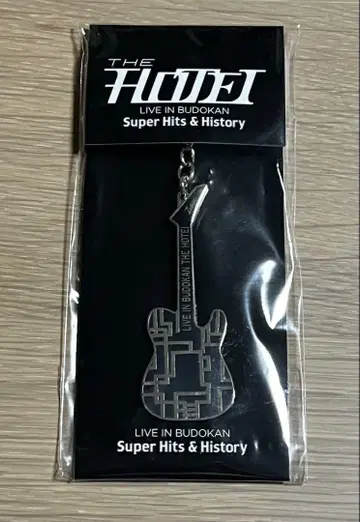 THE
HOTEI
LIVE IN BUDOKAN
Super Hits & History
LIVE IN BUDOKAN THE HOTEI
LIVE IN BUDOKAN
Super Hits & History